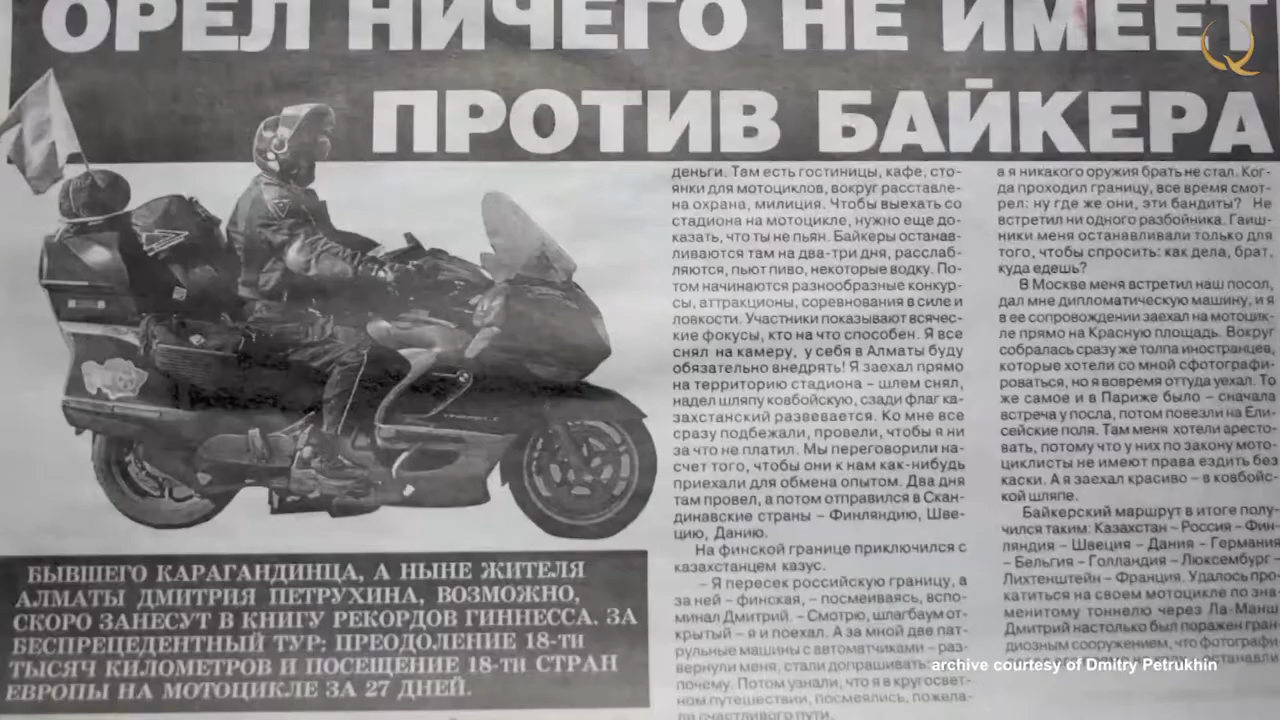 ОРЕЛ НИЧЕГО НЕ ИМЕЕТ
ПРОТИВ БАЙКЕРА
БЫВШЕГО КАРАГАНДИНЦА, А НЫНЕ ЖИТЕЛЯ
АЛМАТЫ ДМИТРИЯ ПЕТРУХИНА, ВОЗМОЖНО,
СКОРО ЗАНЕСУТ В КНИГУ РЕКОРДОВ ГИННЕССА. ЗА
БЕСПРЕЦЕДЕНТНЫЙ ТУР: ПРЕОДОЛЕНИЕ 18-ТИ
ТЫСЯЧ КИЛОМЕТРОВ И ПОСЕЩЕНИЕ 18-ТИ СТРАН
ЕВРОПЫ НА МОТОЦИКЛЕ ЗА 27 ДНЕЙ.
деньги. Там есть гостиницы, кафе, сто-
янки для мотоциклов, вокруг расставле-
на охрана, милиция. Чтобы выехать со
стадиона на мотоцикле, нужно еще до-
казать, что ты не пьян. Байкеры останав-
ливаются там на два-три дня, расслаб-
ляются, пьют пиво, некоторые водку. По-
том начинаются разнообразные конкур-
сы, аттракционы, соревнования в силе и
ловкости. Участники показывают всячес-
кие фокусы, кто на что способен. Я все
снял на камеру, у себя в Алматы буду
обязательно внедрять! Я заехал прямо
на территорию стадиона – шлем снял,
надел шляпу ковбойскую, сзади флаг ка-
захстанский развевается. Ко мне все
сразу подбежали, провели, чтобы я ни
за что не платил. Мы переговорили на-
счет того, чтобы они к нам как-нибудь
приехали для обмена опытом. Два дня
там провел, а потом отправился в Скан-
динавские страны – Финляндию, Шве-
цию, Данию.
На финской границе приключился с
казахстанцем казус.
– Я пересек российскую границу, а
за ней – финская, – посмеиваясь, вспо-
минал Дмитрий. – Смотрю, шлагбаум от-
крытый – я и поехал. А за мной две пат-
рульные машины с автоматчиками – раз-
вернули меня, стали допрашивать
почему. Потом узнали, что я в кругосвет-
ном путешествии, посмеялись, пожела-
ли счастливого пути.
а я никакого оружия брать не стал. Ког-
да проходил границу, все время смот-
рел: ну где же они, эти бандиты? Не
встретил ни одного разбойника. Гаиш-
ники меня останавливали только для
того, чтобы спросить: как дела, брат,
куда едешь?
В Москве меня встретил наш посол,
дал мне дипломатическую машину, и я
в ее сопровождении заехал на мотоцик-
ле прямо на Красную площадь. Вокруг
собралась сразу же толпа иностранцев,
которые хотели со мной сфотографи-
роваться, но я вовремя оттуда уехал. То
же самое и в Париже было – сначала
встреча у посла, потом повезли на Ели-
сейские поля. Там меня хотели аресто-
вать, потому что у них по закону мото-
циклисты не имеют права ездить без
каски. А я заехал красиво – в ковбойс-
кой шляпе.
Байкерский маршрут в итоге полу-
чился таким: Казахстан – Россия – Фин-
ляндия – Швеция – Дания – Германия
– Бельгия – Голландия – Люксембург –
Лихтенштейн – Франция. Удалось про-
катиться на своем мотоцикле по зна-
менитому тоннелю через Ла-Манш
Дмитрий настолько был поражен гран-
диозным сооружением, что фотографи
archive courtesy of Dmitry Petrukhin